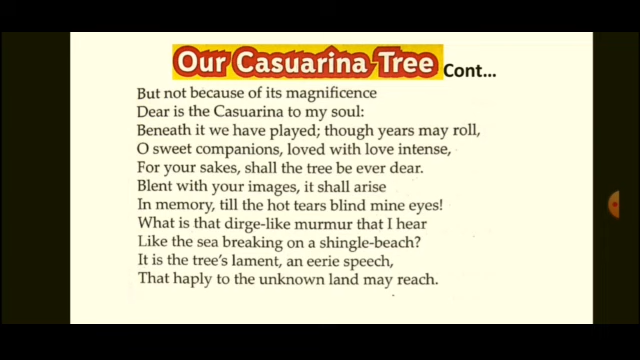 Our Casuarina Tree Cont...
But not because of its magnificence
Dear is the Casuarina to my soul:
Beneath it we have played; though years may roll,
O sweet companions, loved with love intense,
For your sakes, shall the tree be ever dear.
Blent with your images, it shall arise
In memory, till the hot tears blind mine eyes!
What is that dirge-like murmur that I hear
Like the sea breaking on a shingle-beach?
It is the tree's lament, an eerie speech,
That haply to the unknown land may reach.